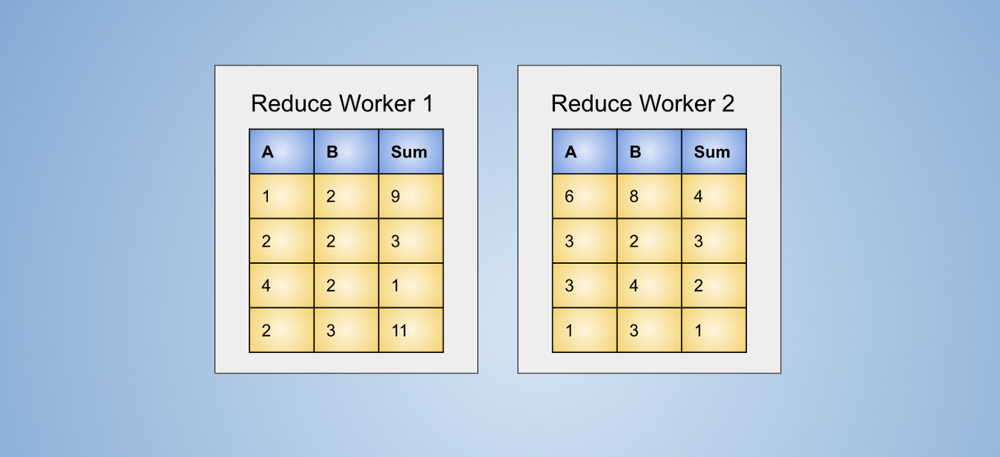 Reduce Worker 1
A B Sum
1 2 9
2 2 3
4 2 1
2 3 11
Reduce Worker 2
A B Sum
6 8 4
3 2 3
3 4 2
1 3 1